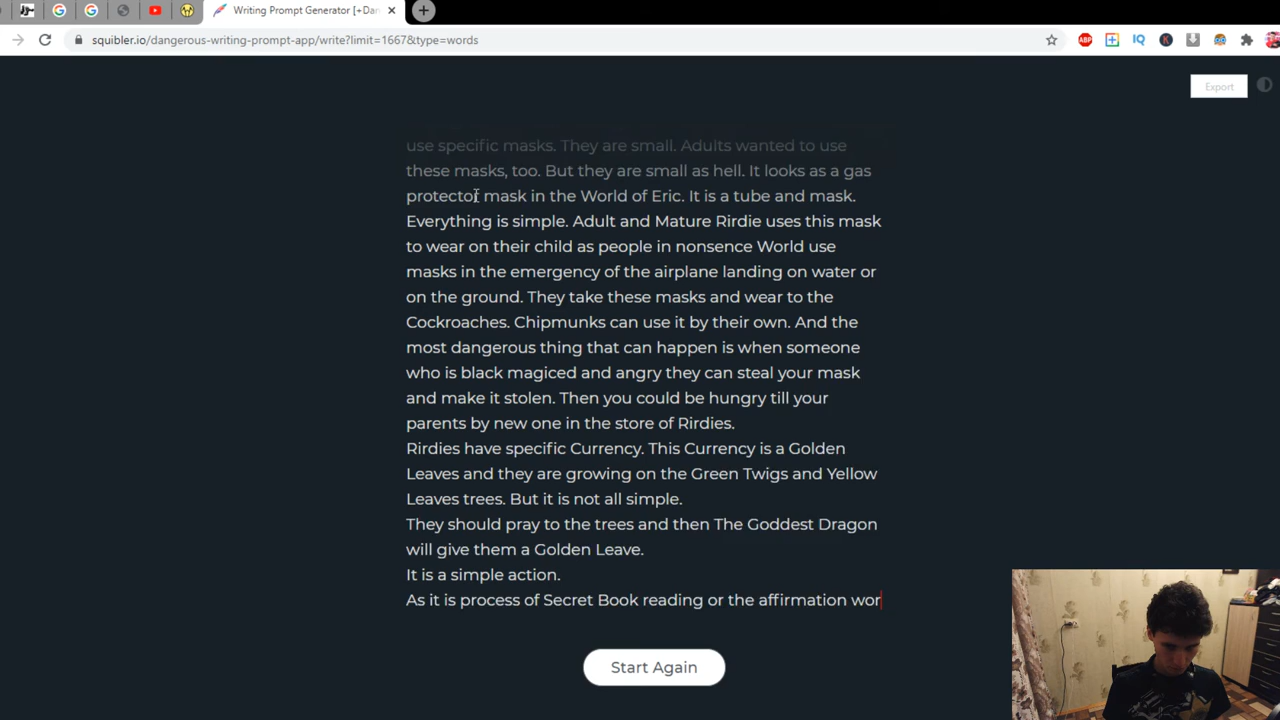 Writing Prompt Generator [+Dan
squibler.io/dangerous-writing-prompt-app/write?limit=1667&type=words
ABP
IQ
K
Export
use specific masks. They are small. Adults wanted to use
these masks, too. But they are small as hell. It looks as a gas
protector mask in the World of Eric. It is a tube and mask.
Everything is simple. Adult and Mature Rirdie uses this mask
to wear on their child as people in nonsence World use
masks in the emergency of the airplane landing on water or
on the ground. They take these masks and wear to the
Cockroaches. Chipmunks can use it by their own. And the
most dangerous thing that can happen is when someone
who is black magiced and angry they can steal your mask
and make it stolen. Then you could be hungry till your
parents by new one in the store of Rirdies.
Rirdies have specific Currency. This Currency is a Golden
Leaves and they are growing on the Green Twigs and Yellow
Leaves trees. But it is not all simple.
They should pray to the trees and then The Goddest Dragon
will give them a Golden Leave.
It is a simple action.
As it is process of Secret Book reading or the affirmation wor
Start Again